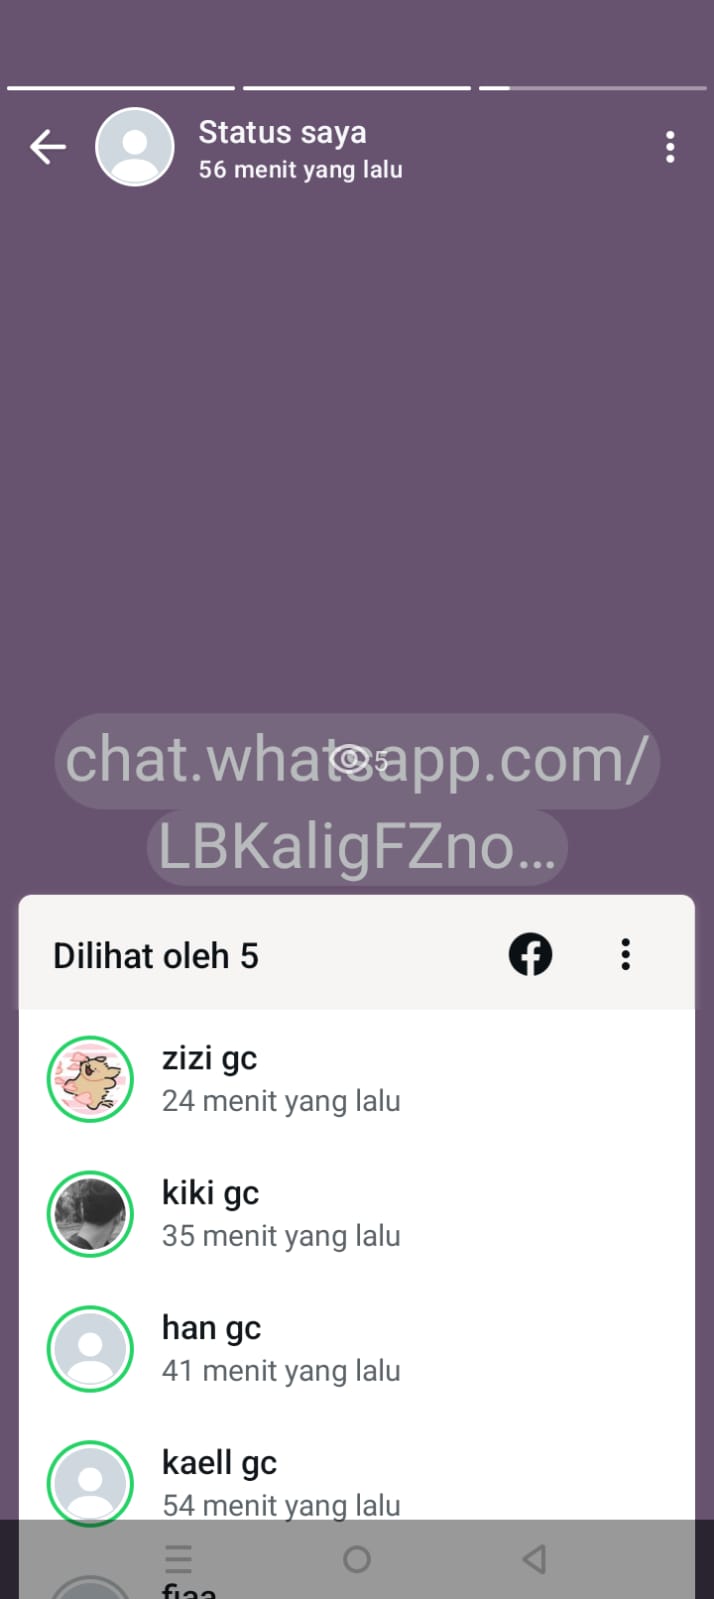 Status saya
56 menit yang lalu
chat.whatsapp.com/
5
LBKaligFZno...
Dilihat oleh 5
zizi gc
24 menit yang lalu
kiki gc
35 menit yang lalu
han gc
41 menit yang lalu
kaell gc
54 menit yang lalu
fiaa